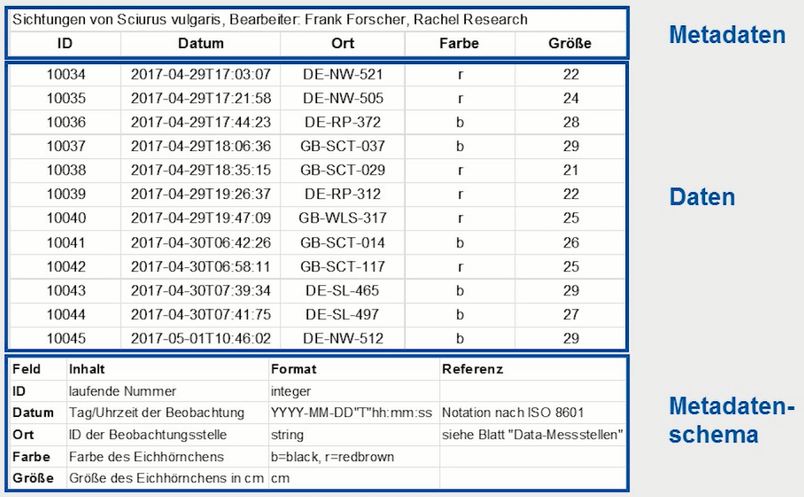 Sichtungen von Sciurus vulgaris, Bearbeiter: Frank Forscher, Rachel Research
ID Datum Ort Farbe Größe
Metadaten
10034 2017-04-29T17:03:07 DE-NW-521 r 22
10035 2017-04-29T17:21:58 DE-NW-505 r 24
10036 2017-04-29T17:44:23 DE-RP-372 b 28
10037 2017-04-29T18:06:36 GB-SCT-037 b 29
10038 2017-04-29T18:35:15 GB-SCT-029 r 21
10039 2017-04-29T19:26:37 DE-RP-312 r 22
10040 2017-04-29T19:47:09 GB-WLS-317 r 25
10041 2017-04-30T06:42:26 GB-SCT-014 b 26
10042 2017-04-30T06:58:11 GB-SCT-117 r 25
10043 2017-04-30T07:39:34 DE-SL-465 b 29
10044 2017-04-30T07:41:75 DE-SL-497 b 27
10045 2017-05-01T10:46:02 DE-NW-512 b 29
Daten
Feld Inhalt Format Referenz
ID laufende Nummer integer
Datum Tag/Uhrzeit der Beobachtung YYYY-MM-DD"T"hh:mm:ss Notation nach ISO 8601
Ort ID der Beobachtungsstelle string siehe Blatt "Data-Messstellen"
Farbe Farbe des Eichhörnchens b=black, r=redbrown
Größe Größe des Eichhörnchens in cm cm
Metadaten-
schema